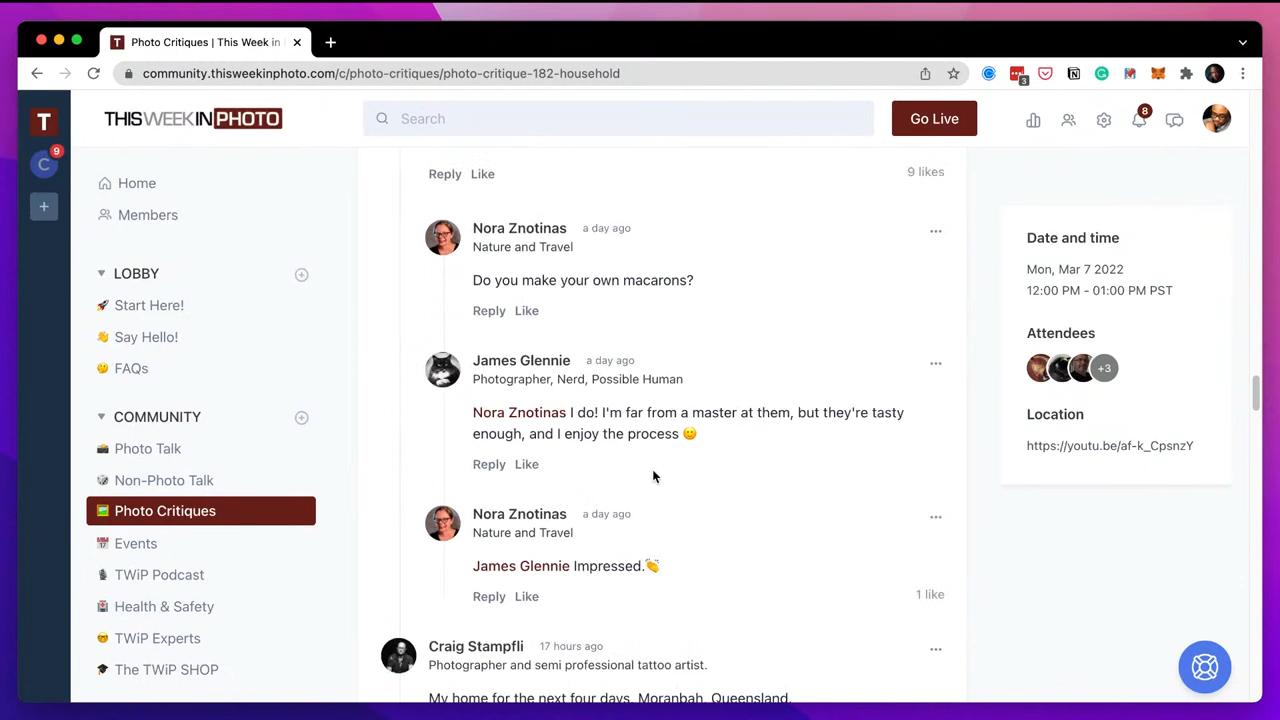 Photo Critiques | This Week in
community.thisweekinphoto.com/c/photo-critiques/photo-critique-182-household
3
T
C
9
THISWEEKINPHOTO
Search
Go Live
8
Home
Members
LOBBY
Start Here!
Say Hello!
FAQs
COMMUNITY
Photo Talk
Non-Photo Talk
Photo Critiques
Events
TWiP Podcast
Health & Safety
TWiP Experts
The TWiP SHOP
Reply Like
9 likes
Nora Znotinas a day ago
Nature and Travel
Do you make your own macarons?
Reply Like
James Glennie a day ago
Photographer, Nerd, Possible Human
Nora Znotinas I do! I'm far from a master at them, but they're tasty
enough, and I enjoy the process 😊
Reply Like
Nora Znotinas a day ago
Nature and Travel
James Glennie Impressed.👏
Reply Like
1 like
Craig Stampfli 17 hours ago
Photographer and semi professional tattoo artist.
My home for the next four days. Moranbah, Queensland.
Date and time
Mon, Mar 7 2022
12:00 PM - 01:00 PM PST
Attendees
+3
Location
https://youtu.be/af-k_CpsnzY